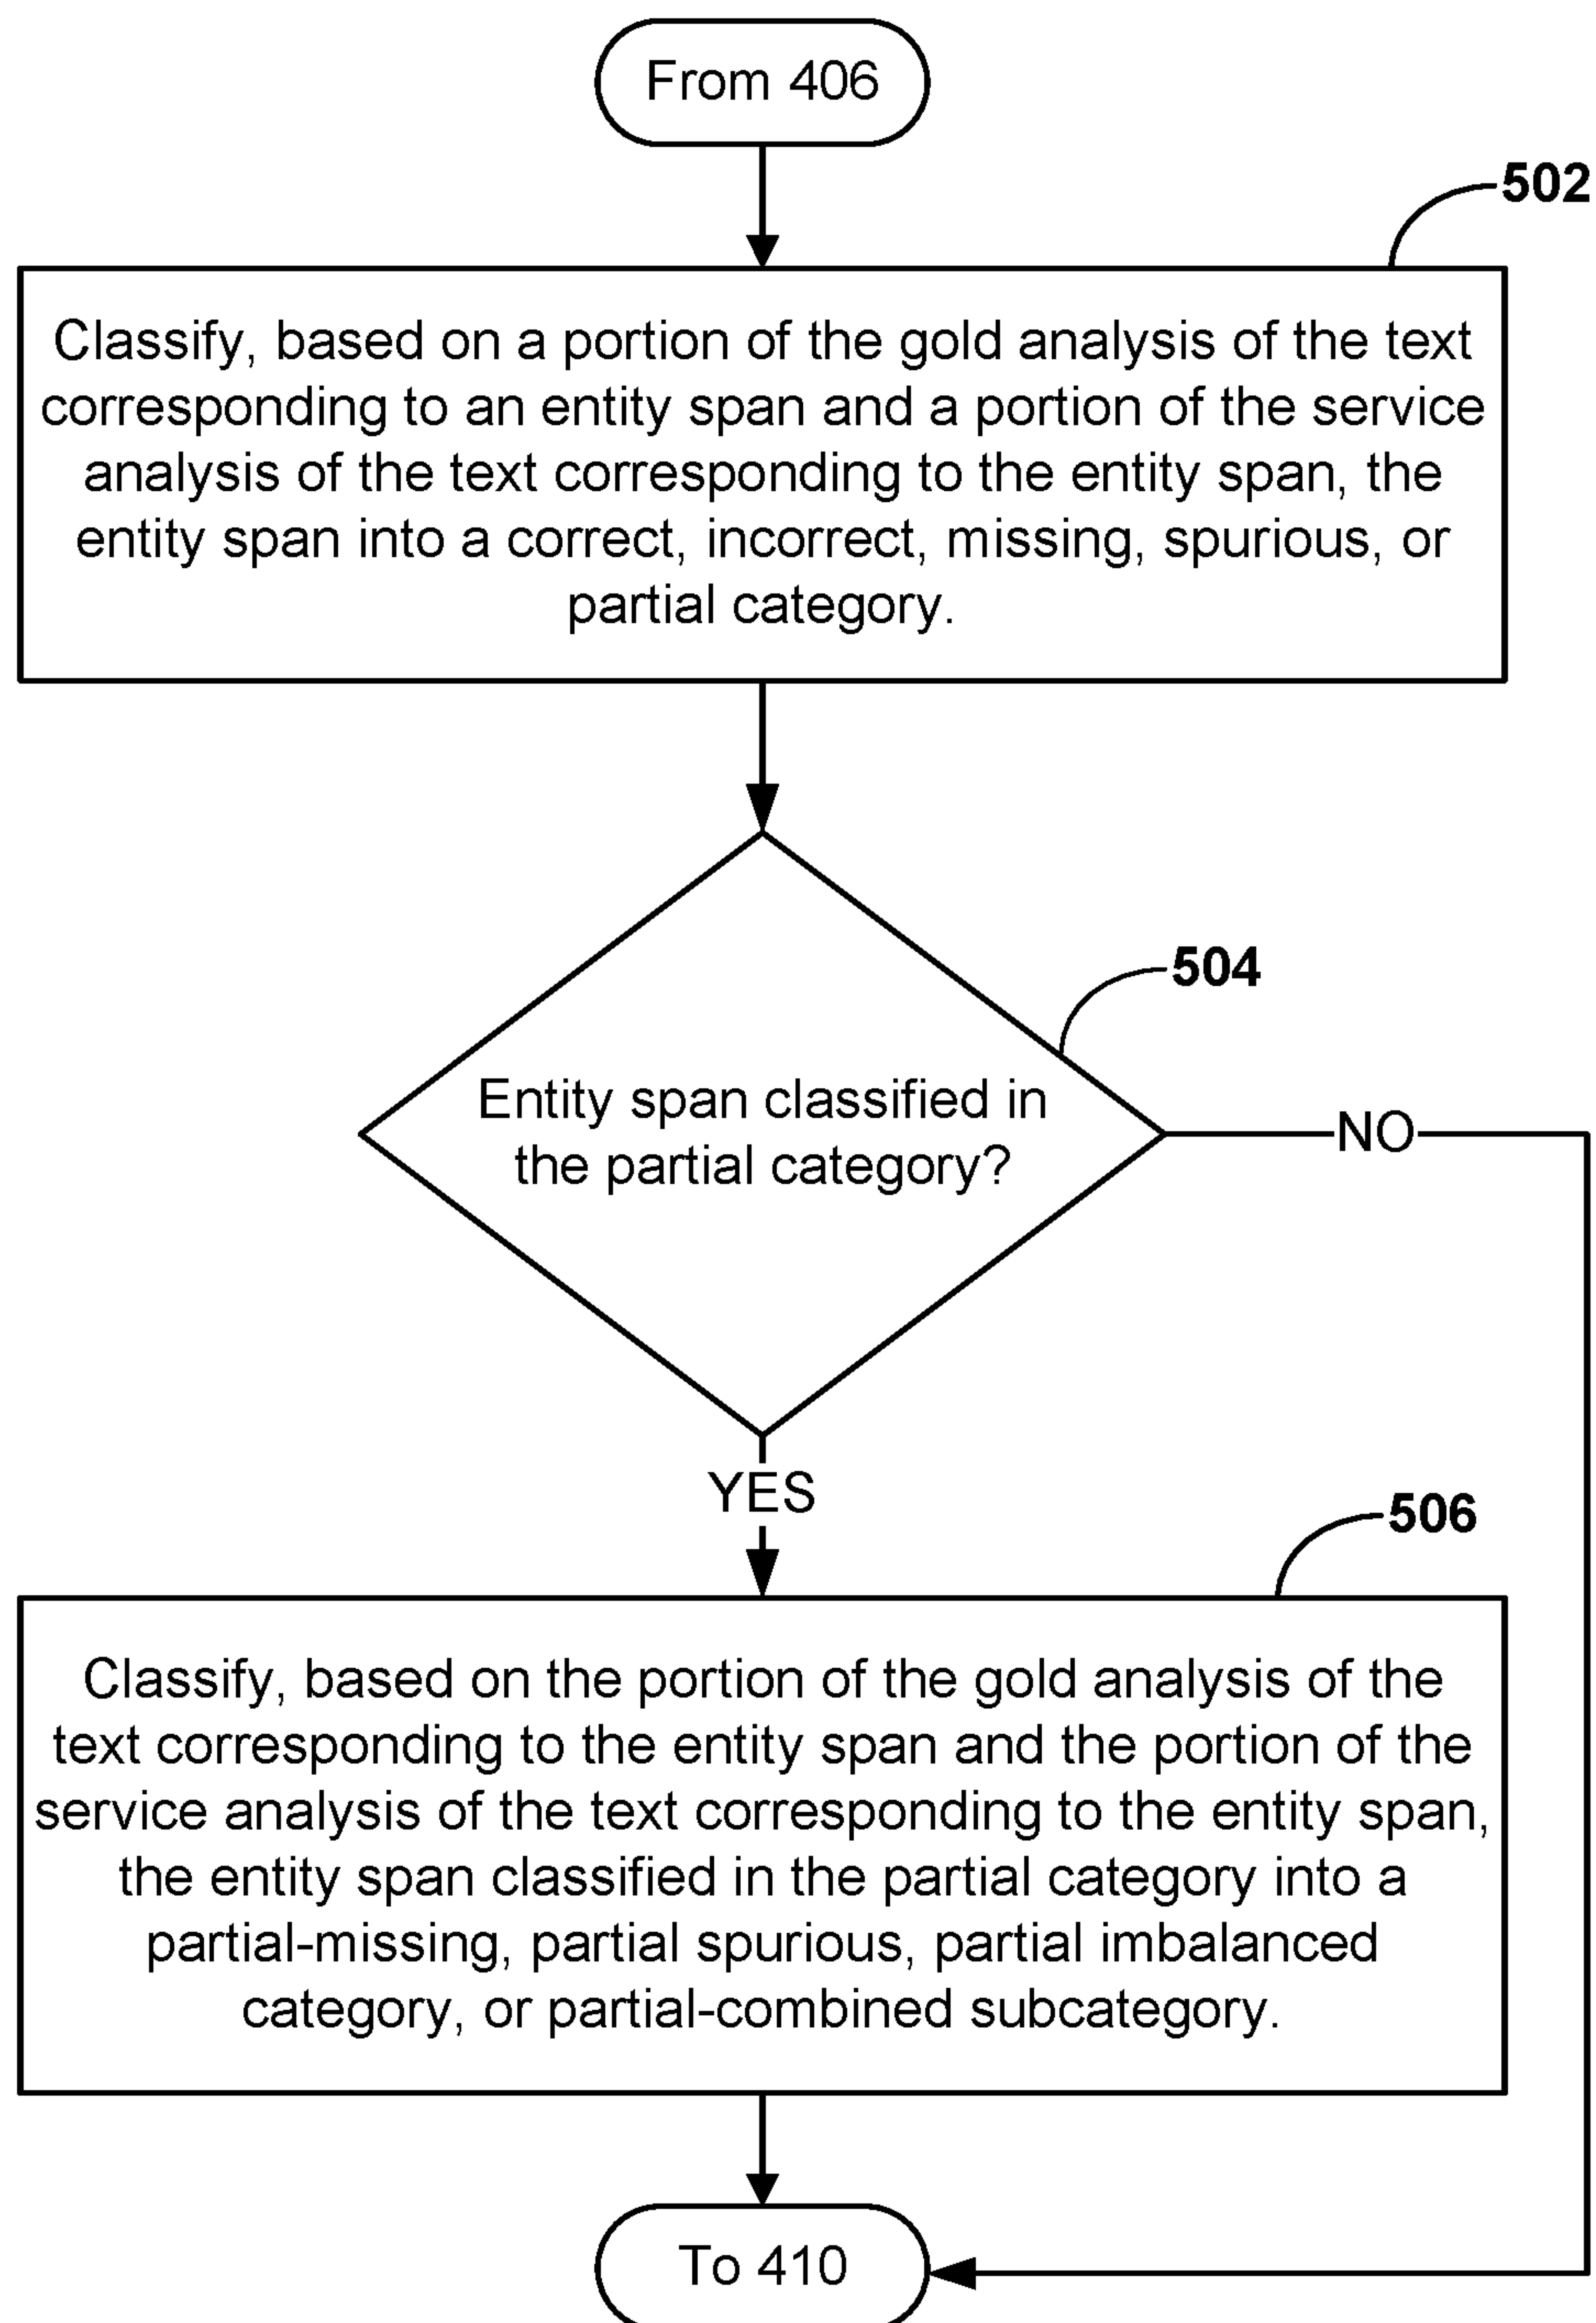 From 406
502
Classify, based on a portion of the gold analysis of the text
corresponding to an entity span and a portion of the service
analysis of the text corresponding to the entity span, the
entity span into a correct, incorrect, missing, spurious, or
partial category.
504
Entity span classified in
the partial category?
NO
YES
506
Classify, based on the portion of the gold analysis of the
text corresponding to the entity span and the portion of the
service analysis of the text corresponding to the entity span,
the entity span classified in the partial category into a
partial-missing, partial spurious, partial imbalanced
category, or partial-combined subcategory.
To 410